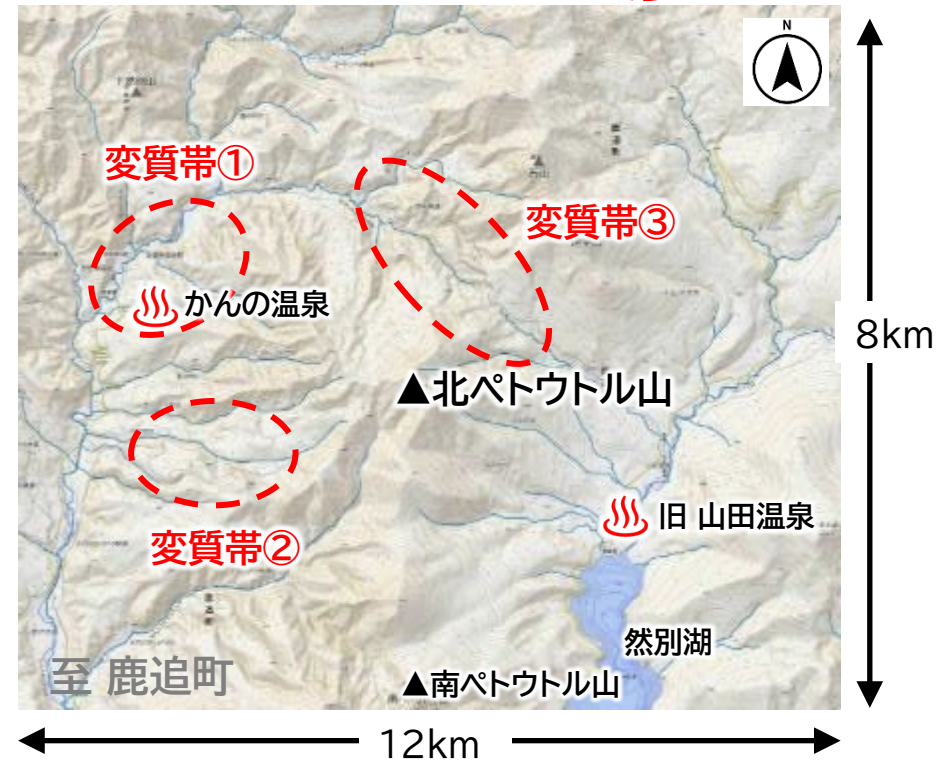 N
変質帯①
変質帯③
かんの温泉
8km
▲北ペトウトル山
旧 山田温泉
変質帯②
然別湖
至 鹿追町
▲南ペトウトル山
12km